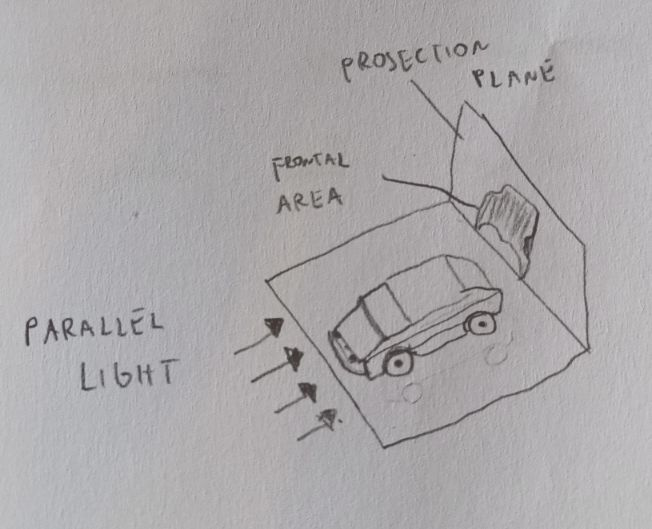 PROSECTION
PLANE
FRONTAL
AREA
PARALLEL
LIGHT